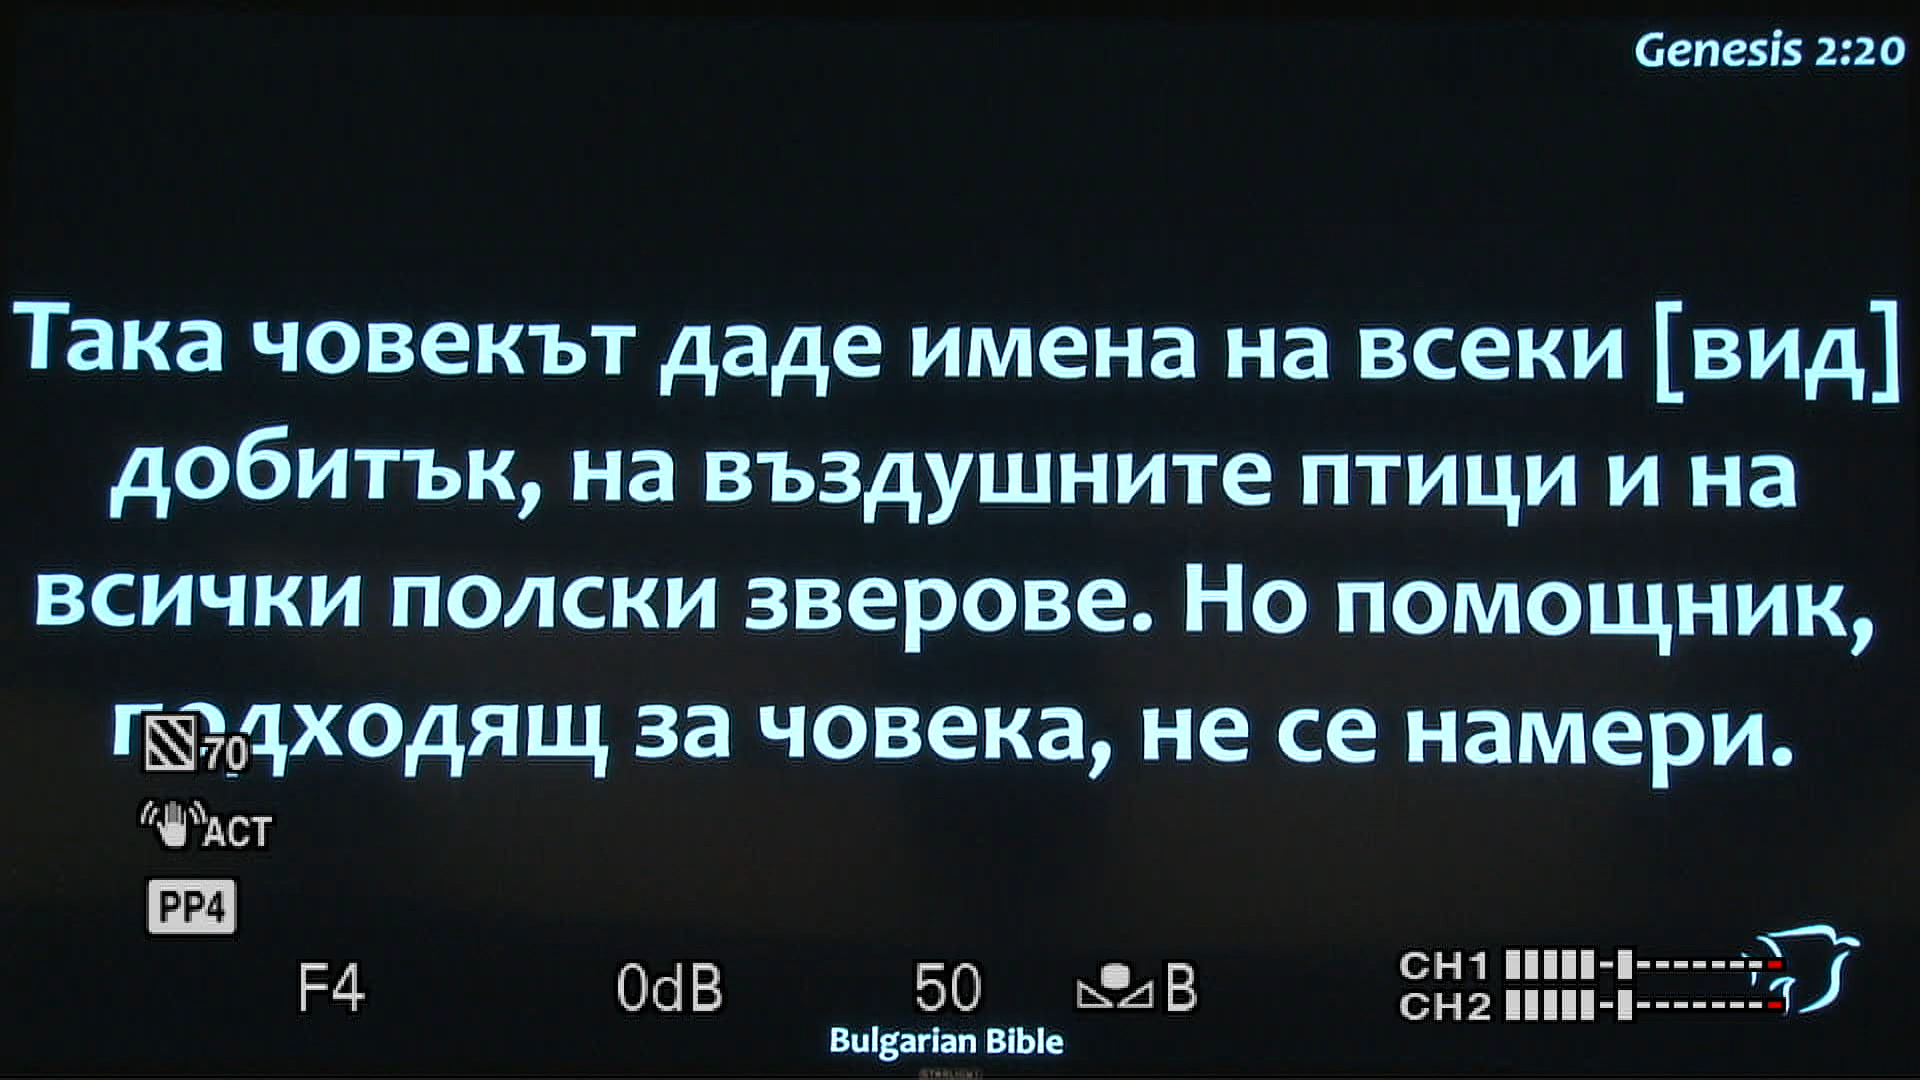 Genesis 2:20
Така човекът даде имена на всеки [вид]
добитък, на въздушните птици и на
всички полски зверове. Но помощник,
подходящ за човека, не се намери.
70
ACT
PP4
F4 0dB 50 B
CH1
CH2
Bulgarian Bible
STARLIGHT